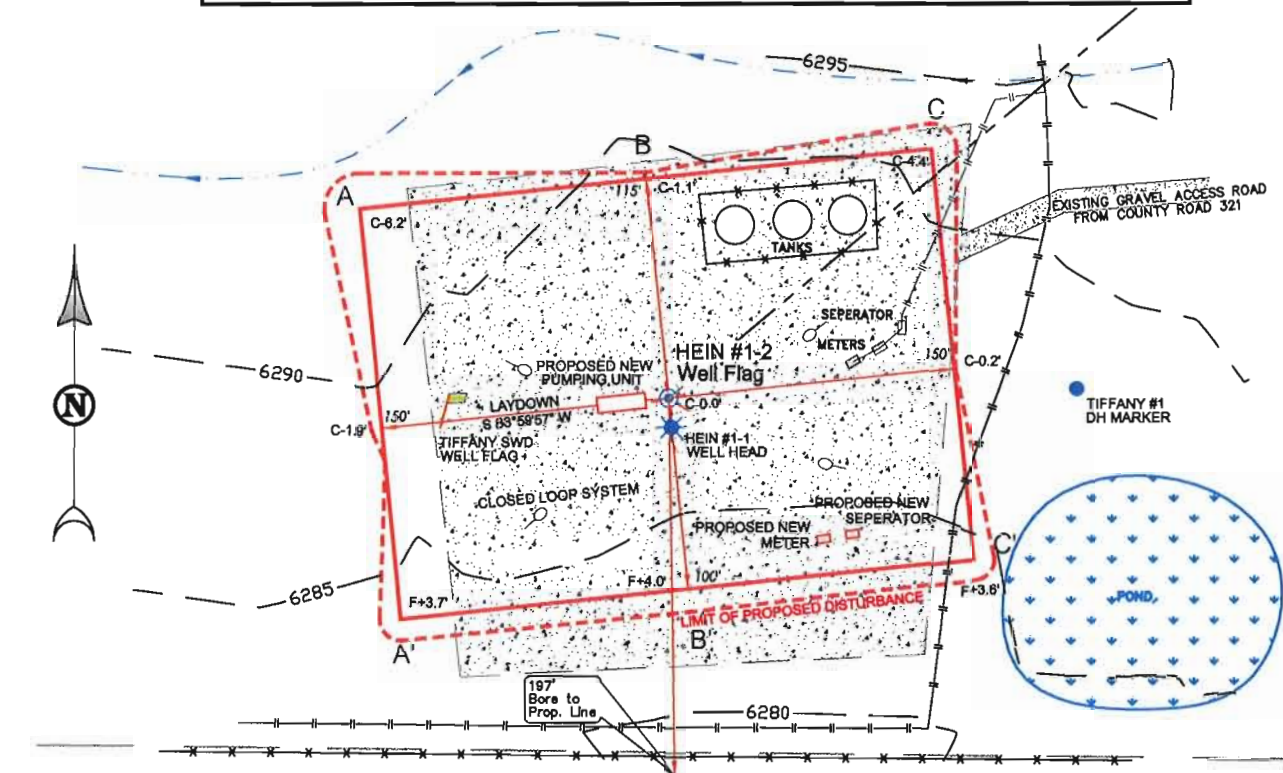 6295
C
B
A
C-4.4'
115'
C-1.1'
C-6.2'
TANKS
EXISTING GRAVEL ACCESS ROAD
FROM COUNTY ROAD 321
SEPERATOR
METERS
HEIN #1-2
Well Flag
150'
C-0.2'
6290
PROPOSED NEW
PUMPING UNIT
LAYDOWN
S 83°59'57" W
C-0.0'
150'
C-1.9'
TIFFANY SWD
WELL FLAG
HEIN #1-1
WELL HEAD
TIFFANY #1
DH MARKER
N
CLOSED LOOP SYSTEM
PROPOSED NEW
SEPERATOR
PROPOSED NEW
METER
C'
6285
F+4.0'
100'
F+3.7'
F+3.6'
LIMIT OF PROPOSED DISTURBANCE
POND
A'
B'
197'
Bore to
Prop. Line
6280